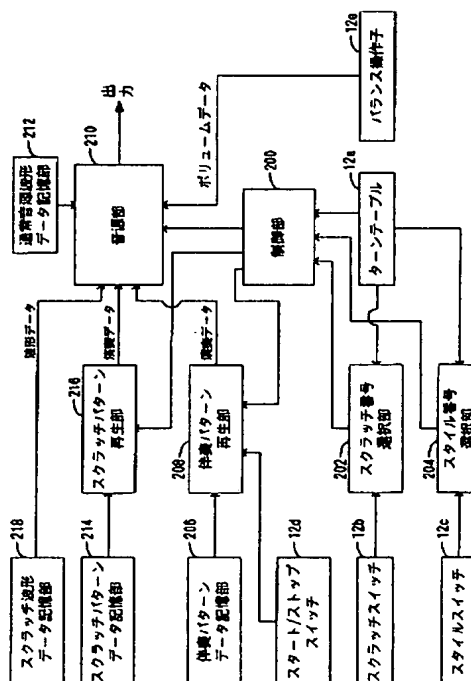 スクラッチ波形
データ記憶部
218
スクラッチパターン
データ記憶部
214
伴奏パターン
データ記憶部
206
スタート/ストップ
スイッチ
12d
スクラッチスイッチ
12b
スタイルスイッチ
12c
波形データ
スクラッチパターン
再生部
216
演奏データ
伴奏パターン
再生部
208
演奏データ
スクラッチ番号
選択部
202
スタイル番号
選択部
204
通常音源波形
データ記憶部
212
音源部
210
出力
制御部
200
ターンテーブル
12a
ボリュームデータ
バランス操作子
12e